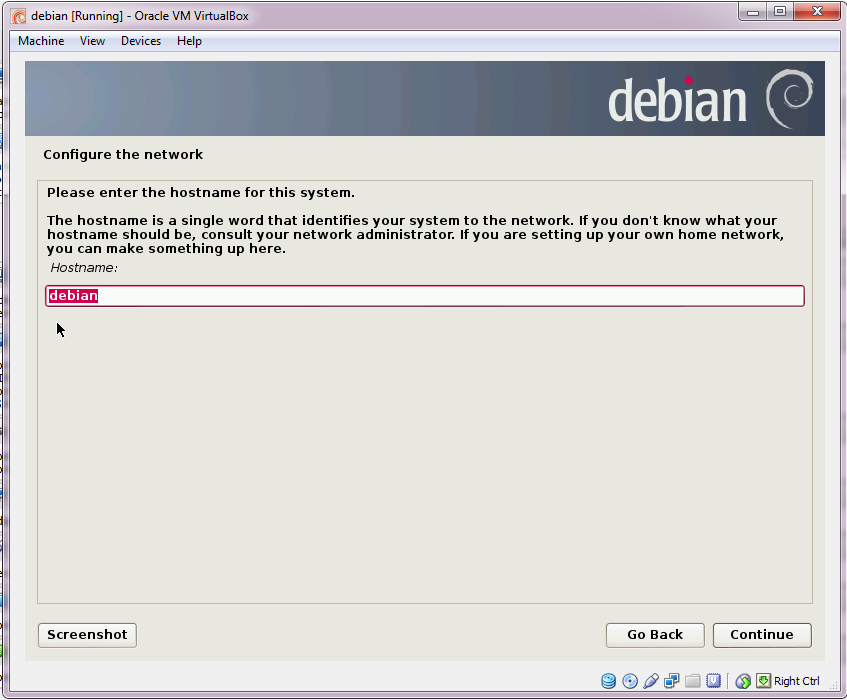 debian [Running] - Oracle VM VirtualBox
Machine View Devices Help
debian
Configure the network
Please enter the hostname for this system.
The hostname is a single word that identifies your system to the network. If you don't know what your
hostname should be, consult your network administrator. If you are setting up your own home network,
you can make something up here.
Hostname:
debian
Screenshot Go Back Continue
Right Ctrl